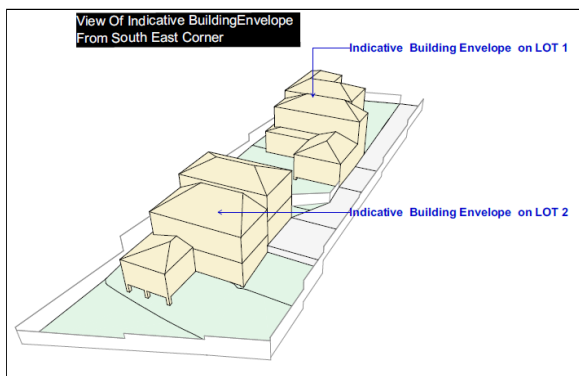 View Of Indicative BuildingEnvelope
From South East Corner
Indicative Building Envelope on LOT 1
Indicative Building Envelope on LOT 2